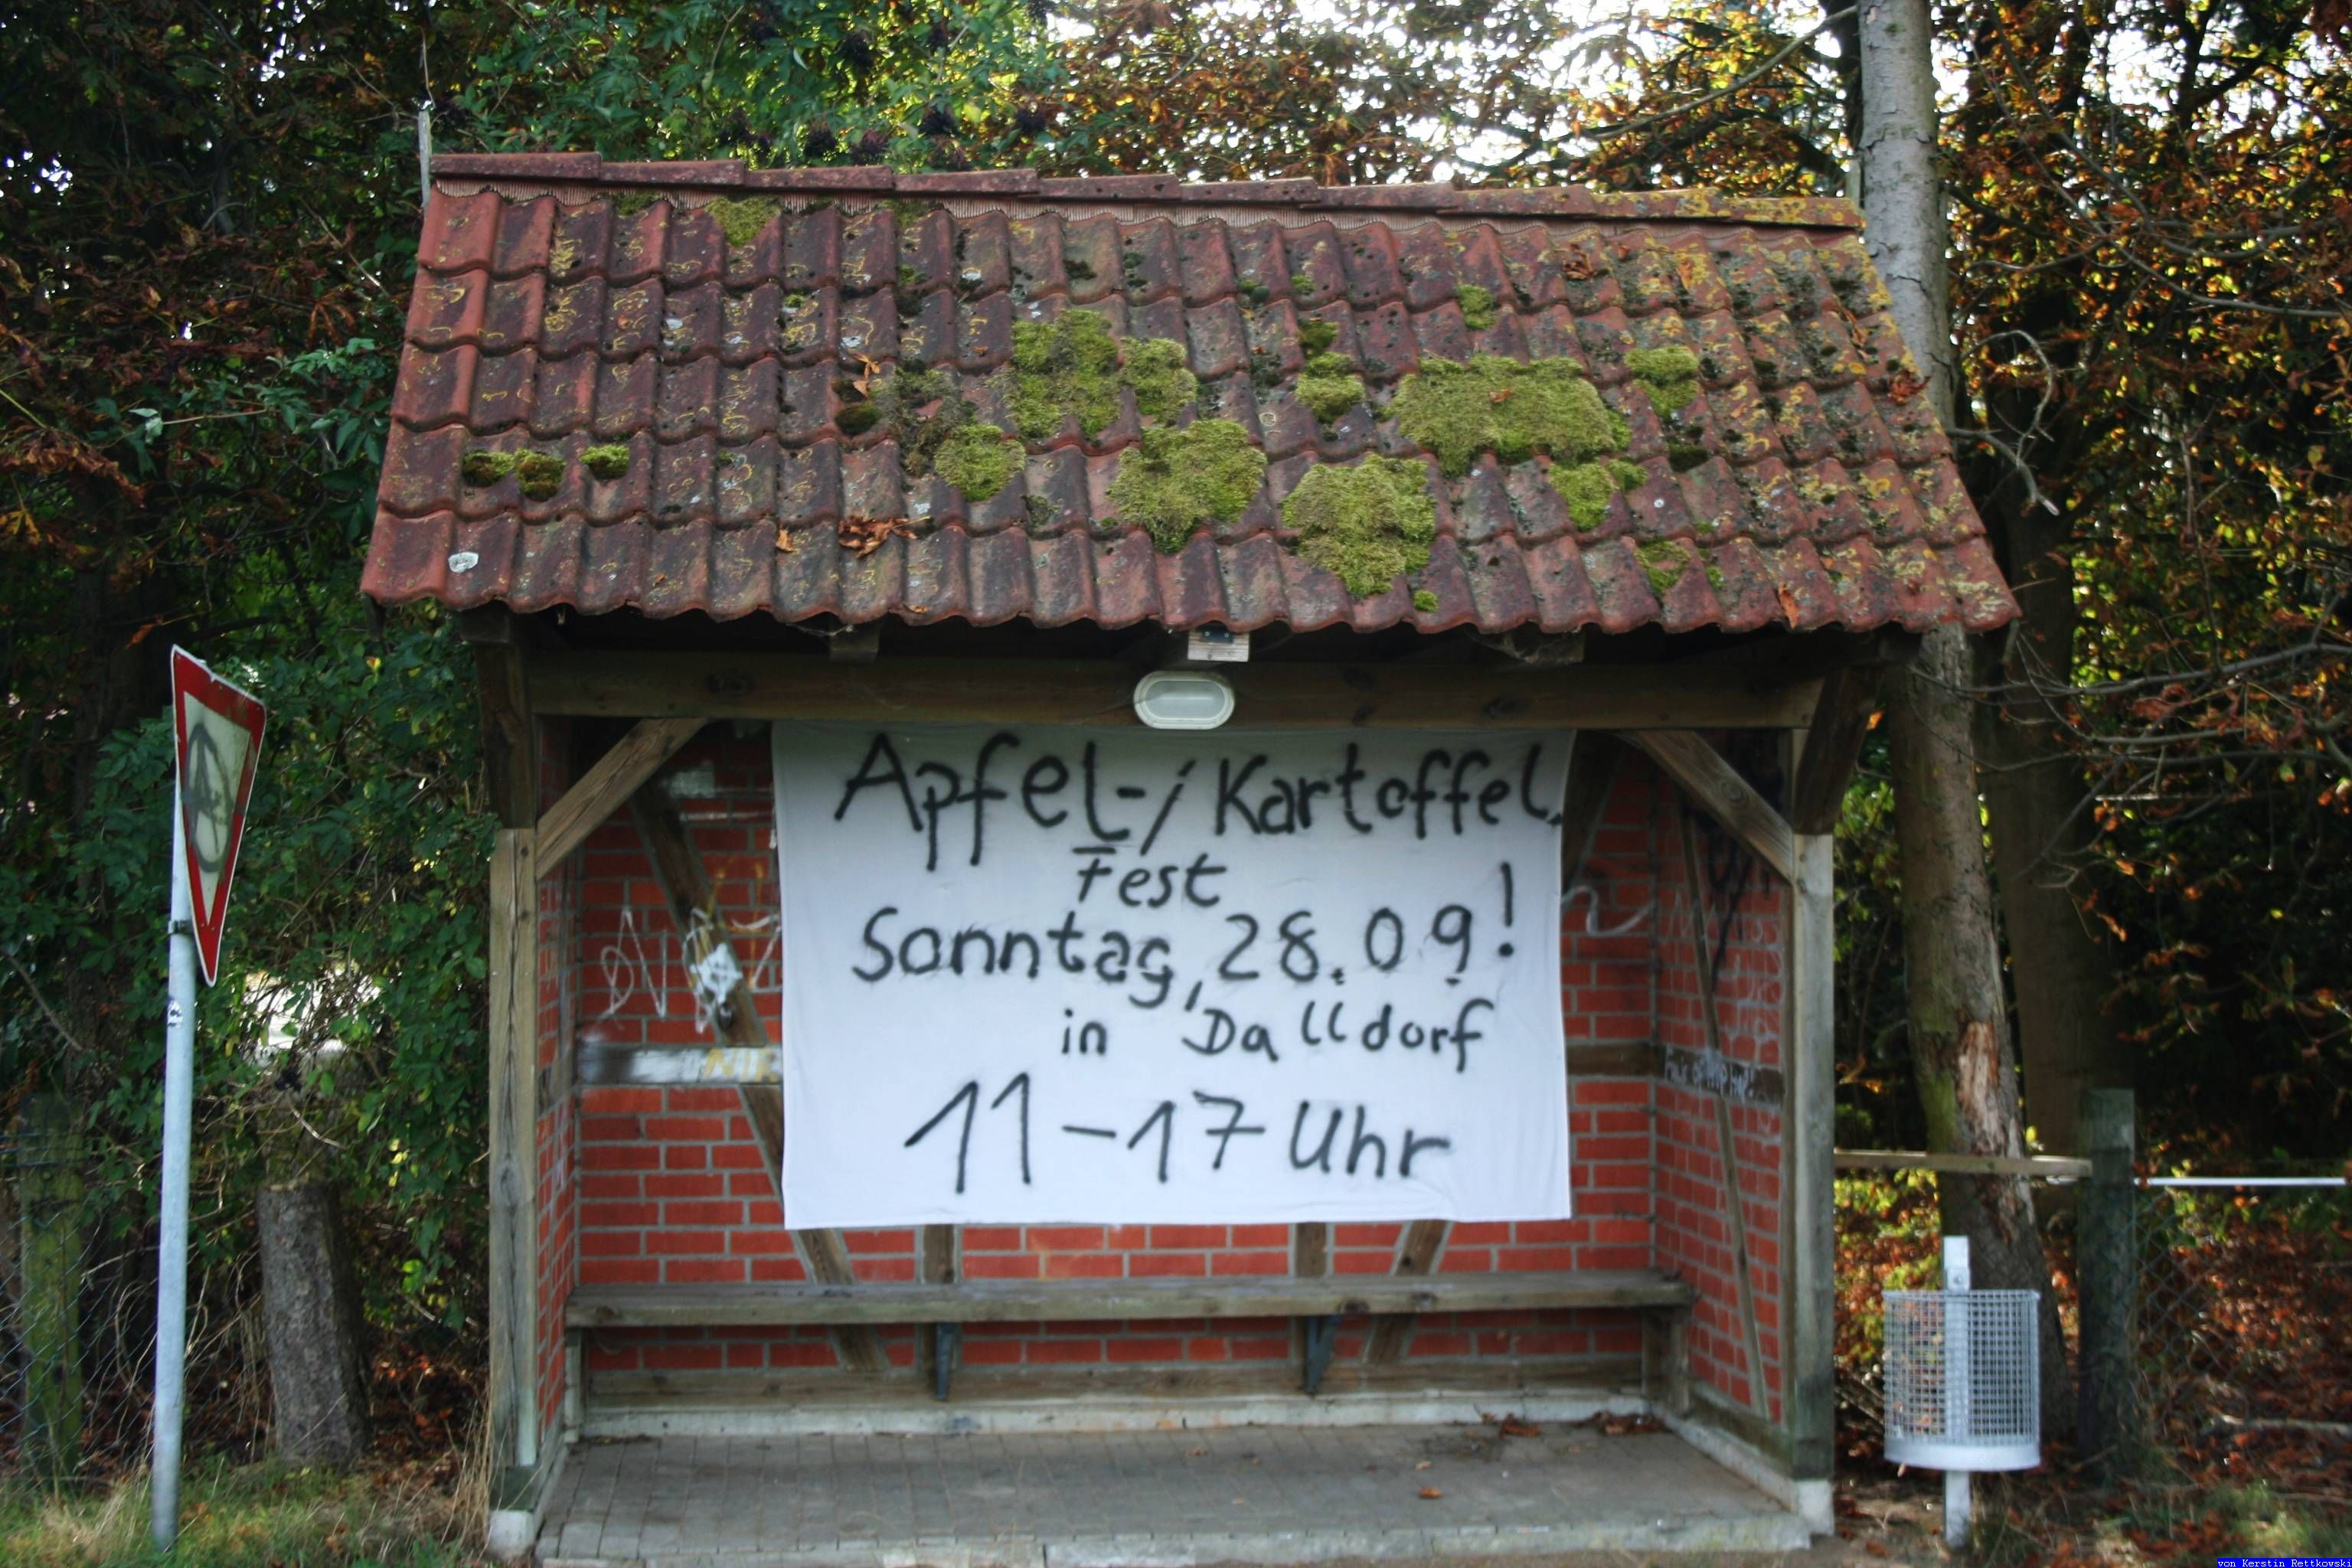 Apfel-/Kartoffel,
Fest
Sonntag, 28.09!
in Dalldorf
11-17 Uhr
von Kerstin Rettkowski